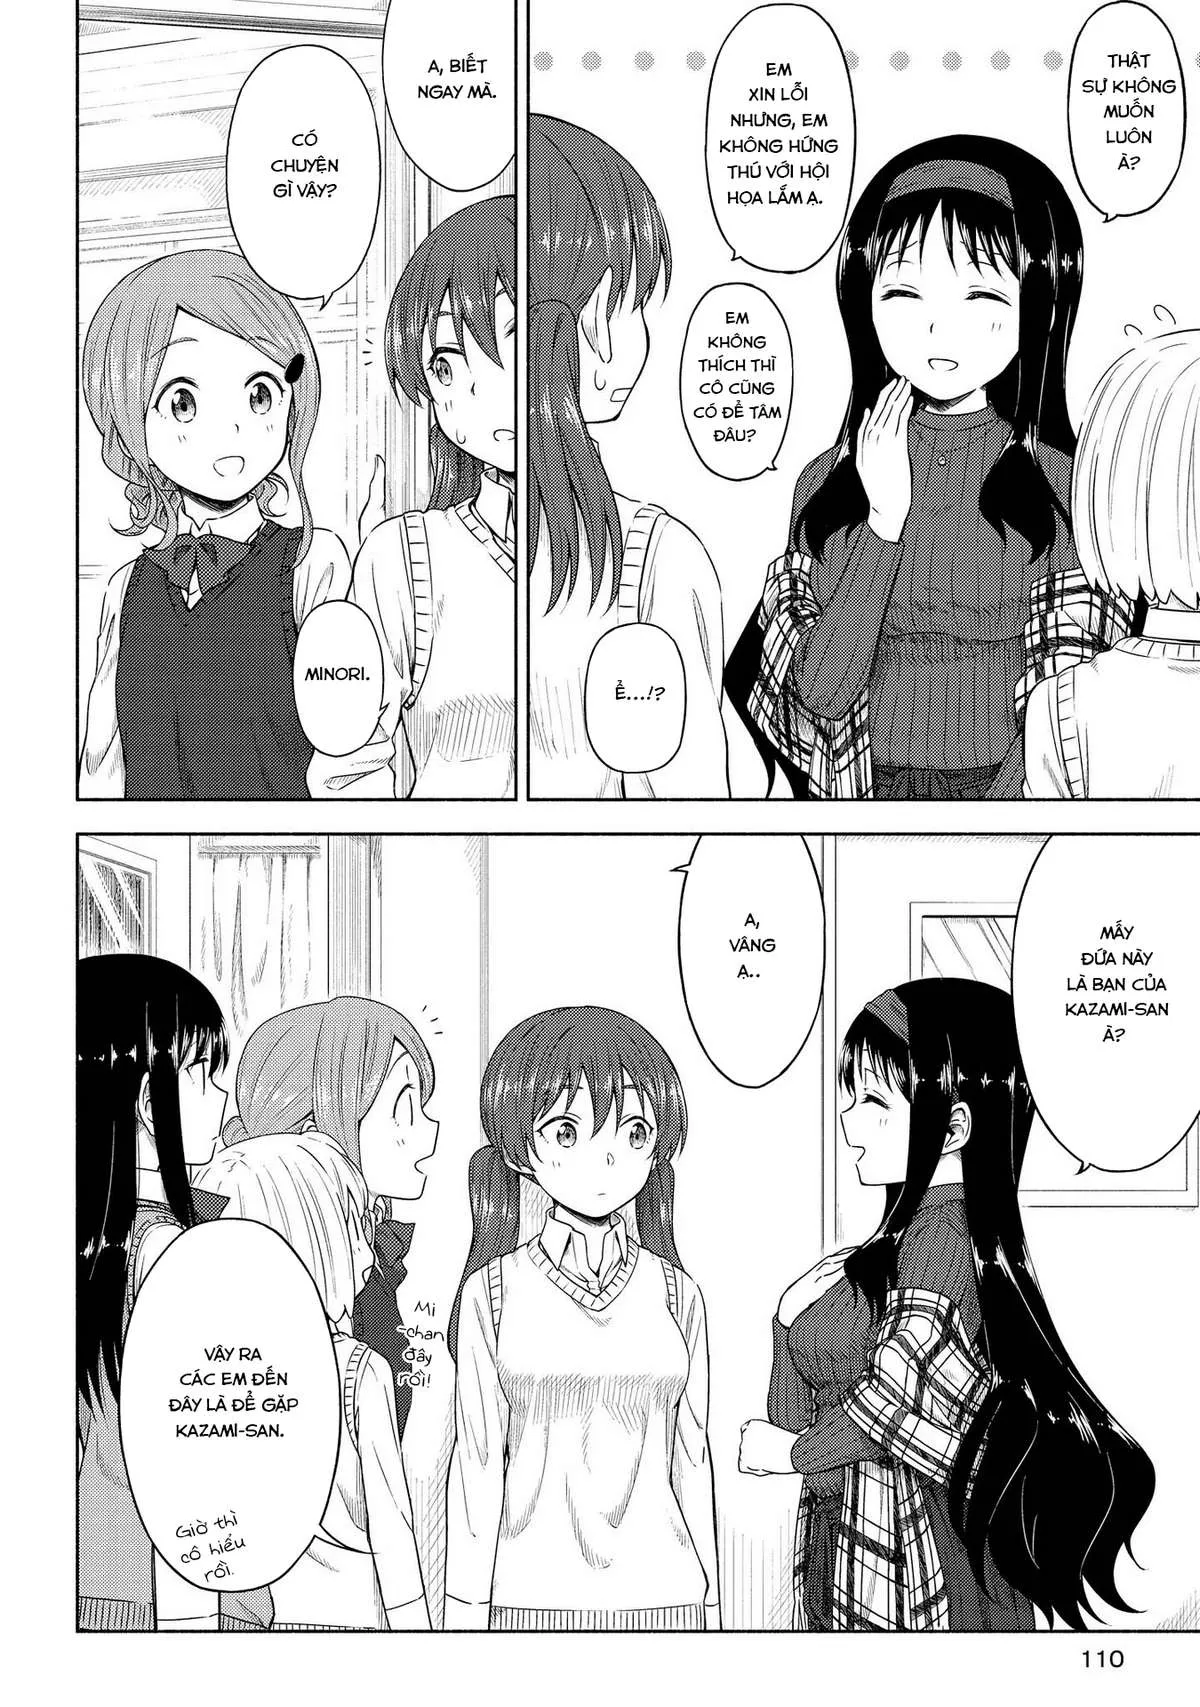 THẬT
SỰ KHÔNG
MUỐN
LUÔN
À?
EM
XIN LỖI
NHƯNG, EM
KHÔNG HỨNG
THÚ VỚI HỘI
HỌA LẮM Ạ.
EM
KHÔNG
THÍCH THÌ
CÔ CŨNG
CÓ ĐỂ TÂM
ĐÂU?
Ể...!?
A, BIẾT
NGAY MÀ.
CÓ
CHUYỆN
GÌ VẬY?
MINORI.
MẤY
ĐỨA NÀY
LÀ BẠN CỦA
KAZAMI-SAN
À?
A,
VÂNG
Ạ..
Mi
-chan
đây
rồi!
VẬY RA
CÁC EM ĐẾN
ĐÂY LÀ ĐỂ GẶP
KAZAMI-SAN.
Giờ thì
cô hiểu
rồi.
110